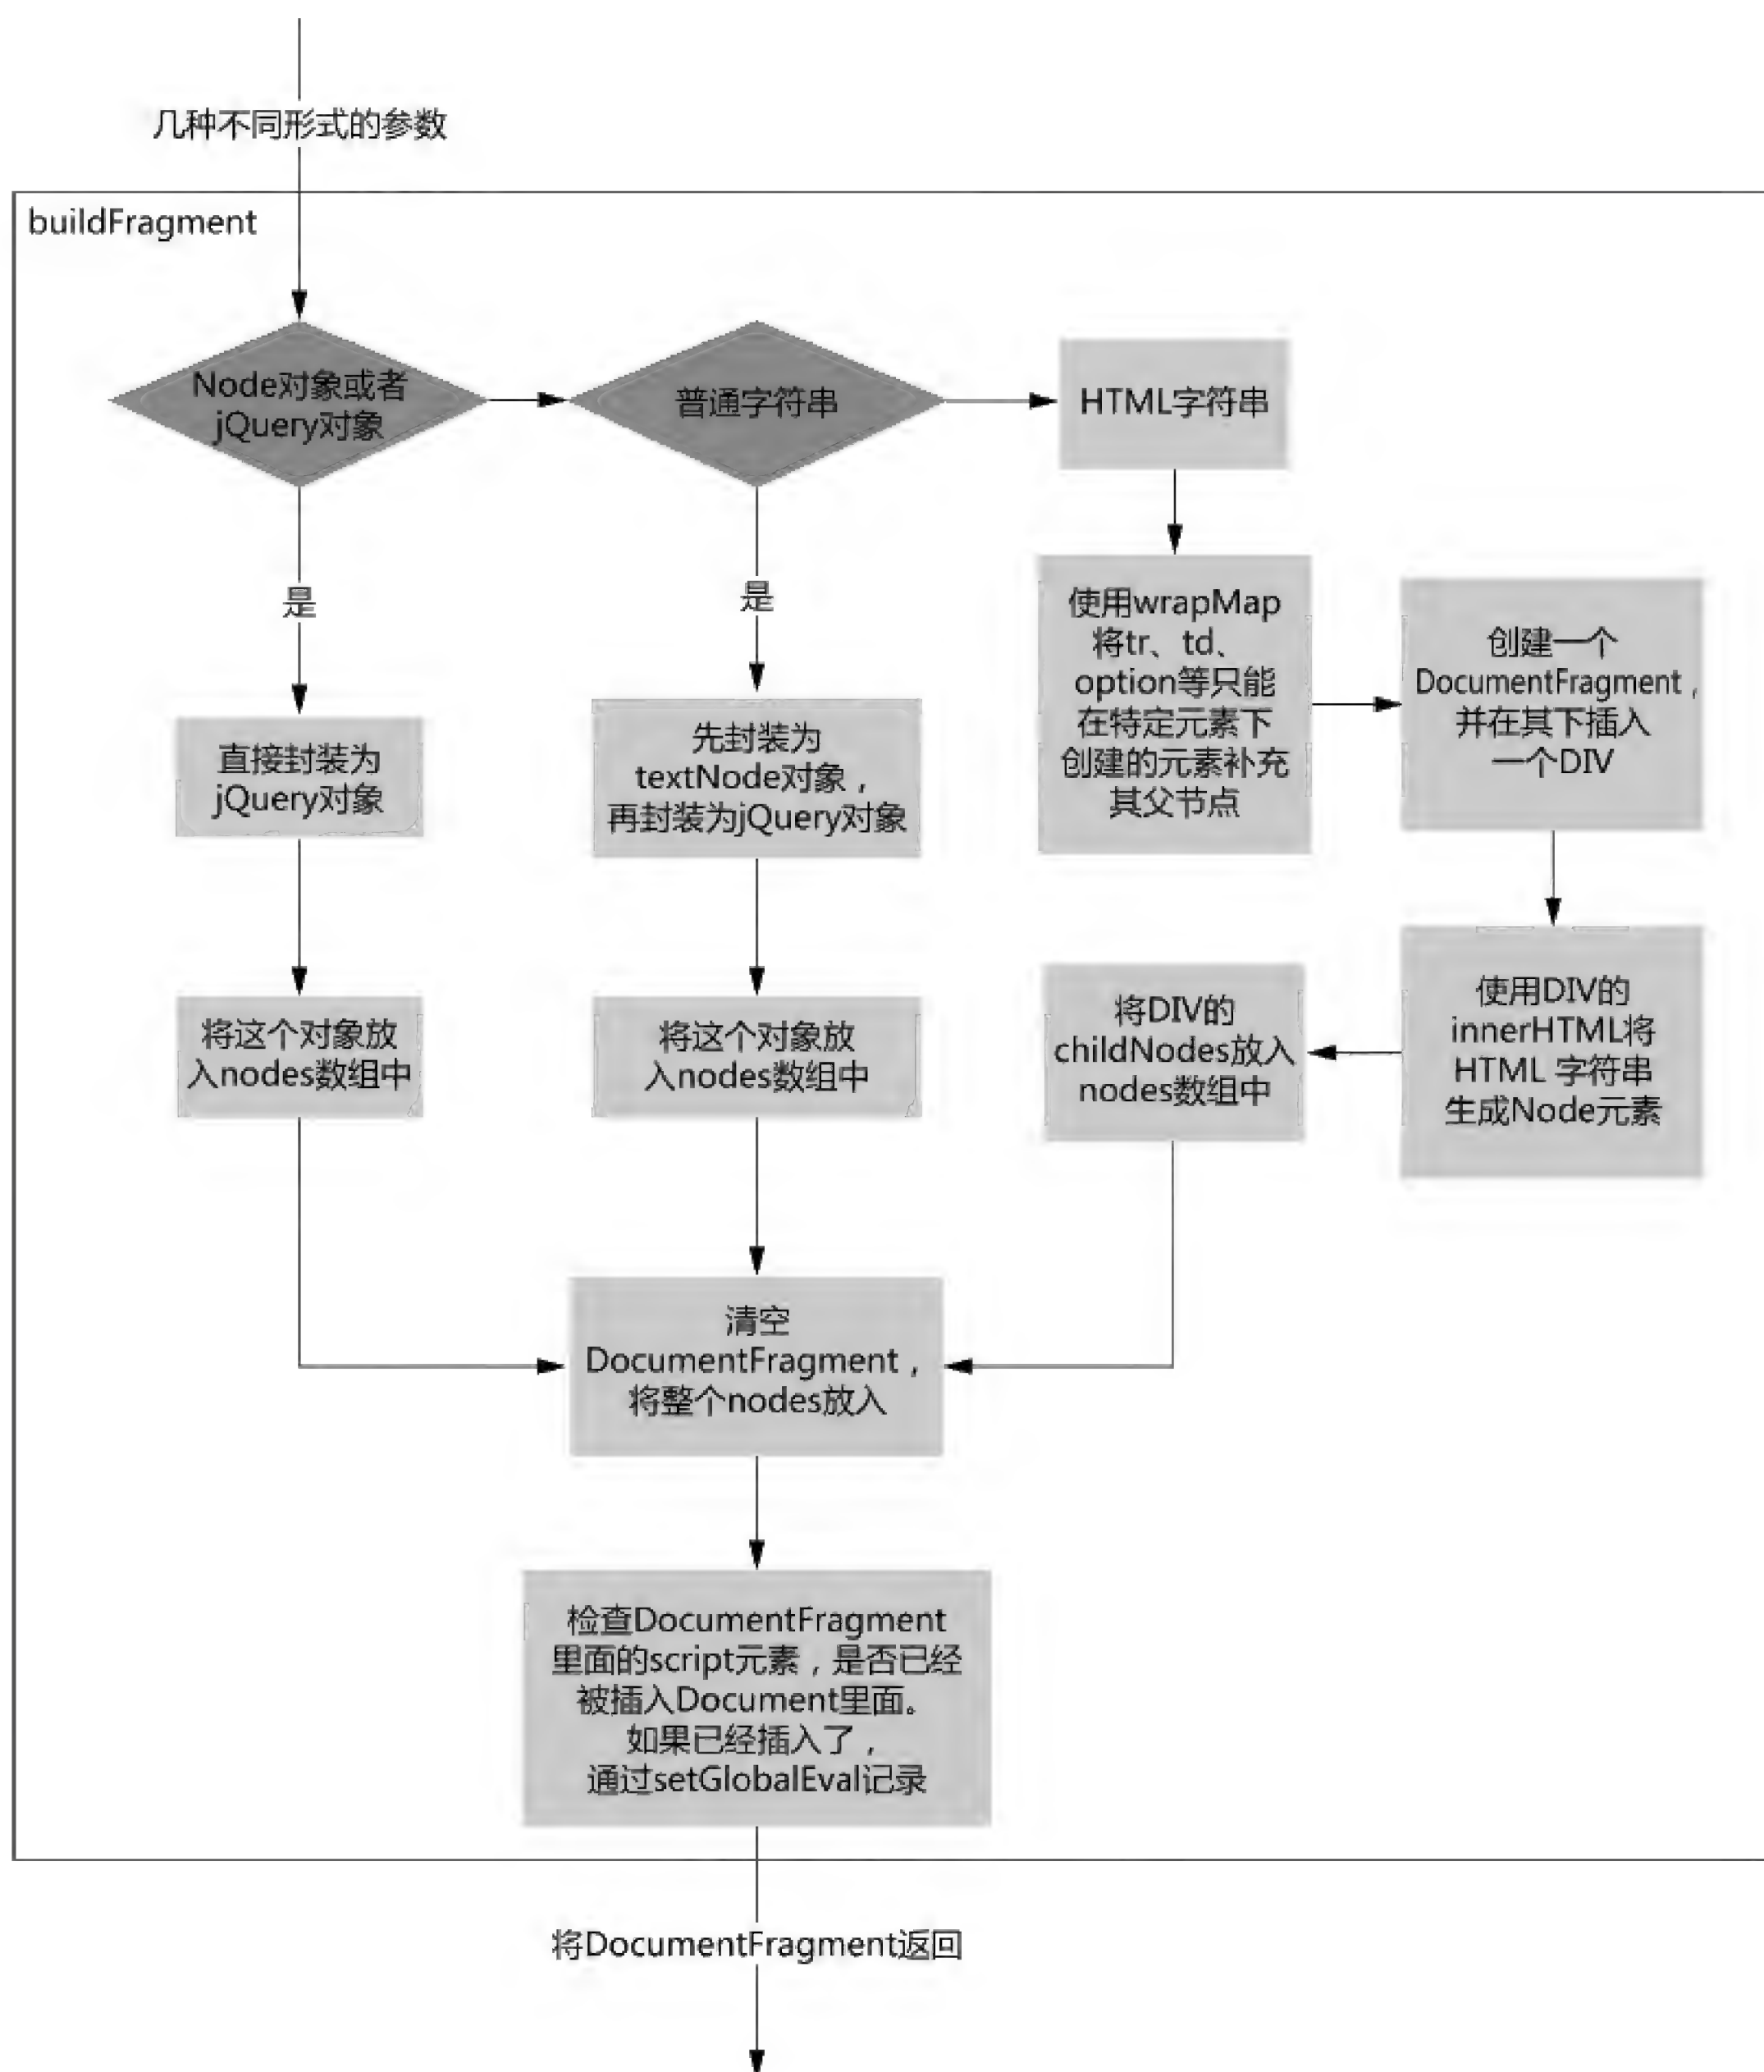 几种不同形式的参数
buildFragment
Node对象或者
jQuery对象
普通字符串
HTML字符串
是
是
使用wrapMap
将tr、td、
option等只能
在特定元素下
创建的元素补充
其父节点
创建一个
DocumentFragment，
并在其下插入
一个DIV
直接封装为
jQuery对象
先封装为
textNode对象，
再封装为jQuery对象
将这个对象放
入nodes数组中
将这个对象放
入nodes数组中
将DIV的
childNodes放入
nodes数组中
使用DIV的
innerHTML将
HTML 字符串
生成Node元素
清空
DocumentFragment，
将整个nodes放入
检查DocumentFragment
里面的script元素，是否已经
被插入Document里面。
如果已经插入了，
通过setGlobalEval记录
将DocumentFragment返回